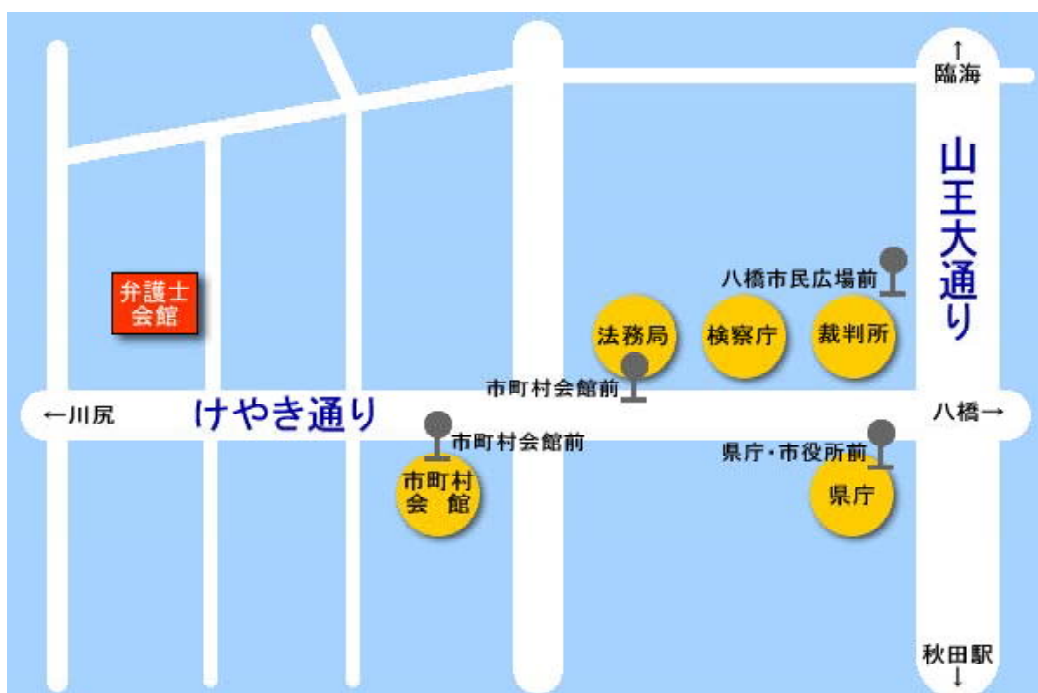 ↑
臨海
山王大通り
八橋市民広場前
弁護士
会館
法務局
検察庁
裁判所
市町村会館前
←川尻
けやき通り
八橋→
市町村会館前
県庁・市役所前
市町村
会館
県庁
秋田駅
↓